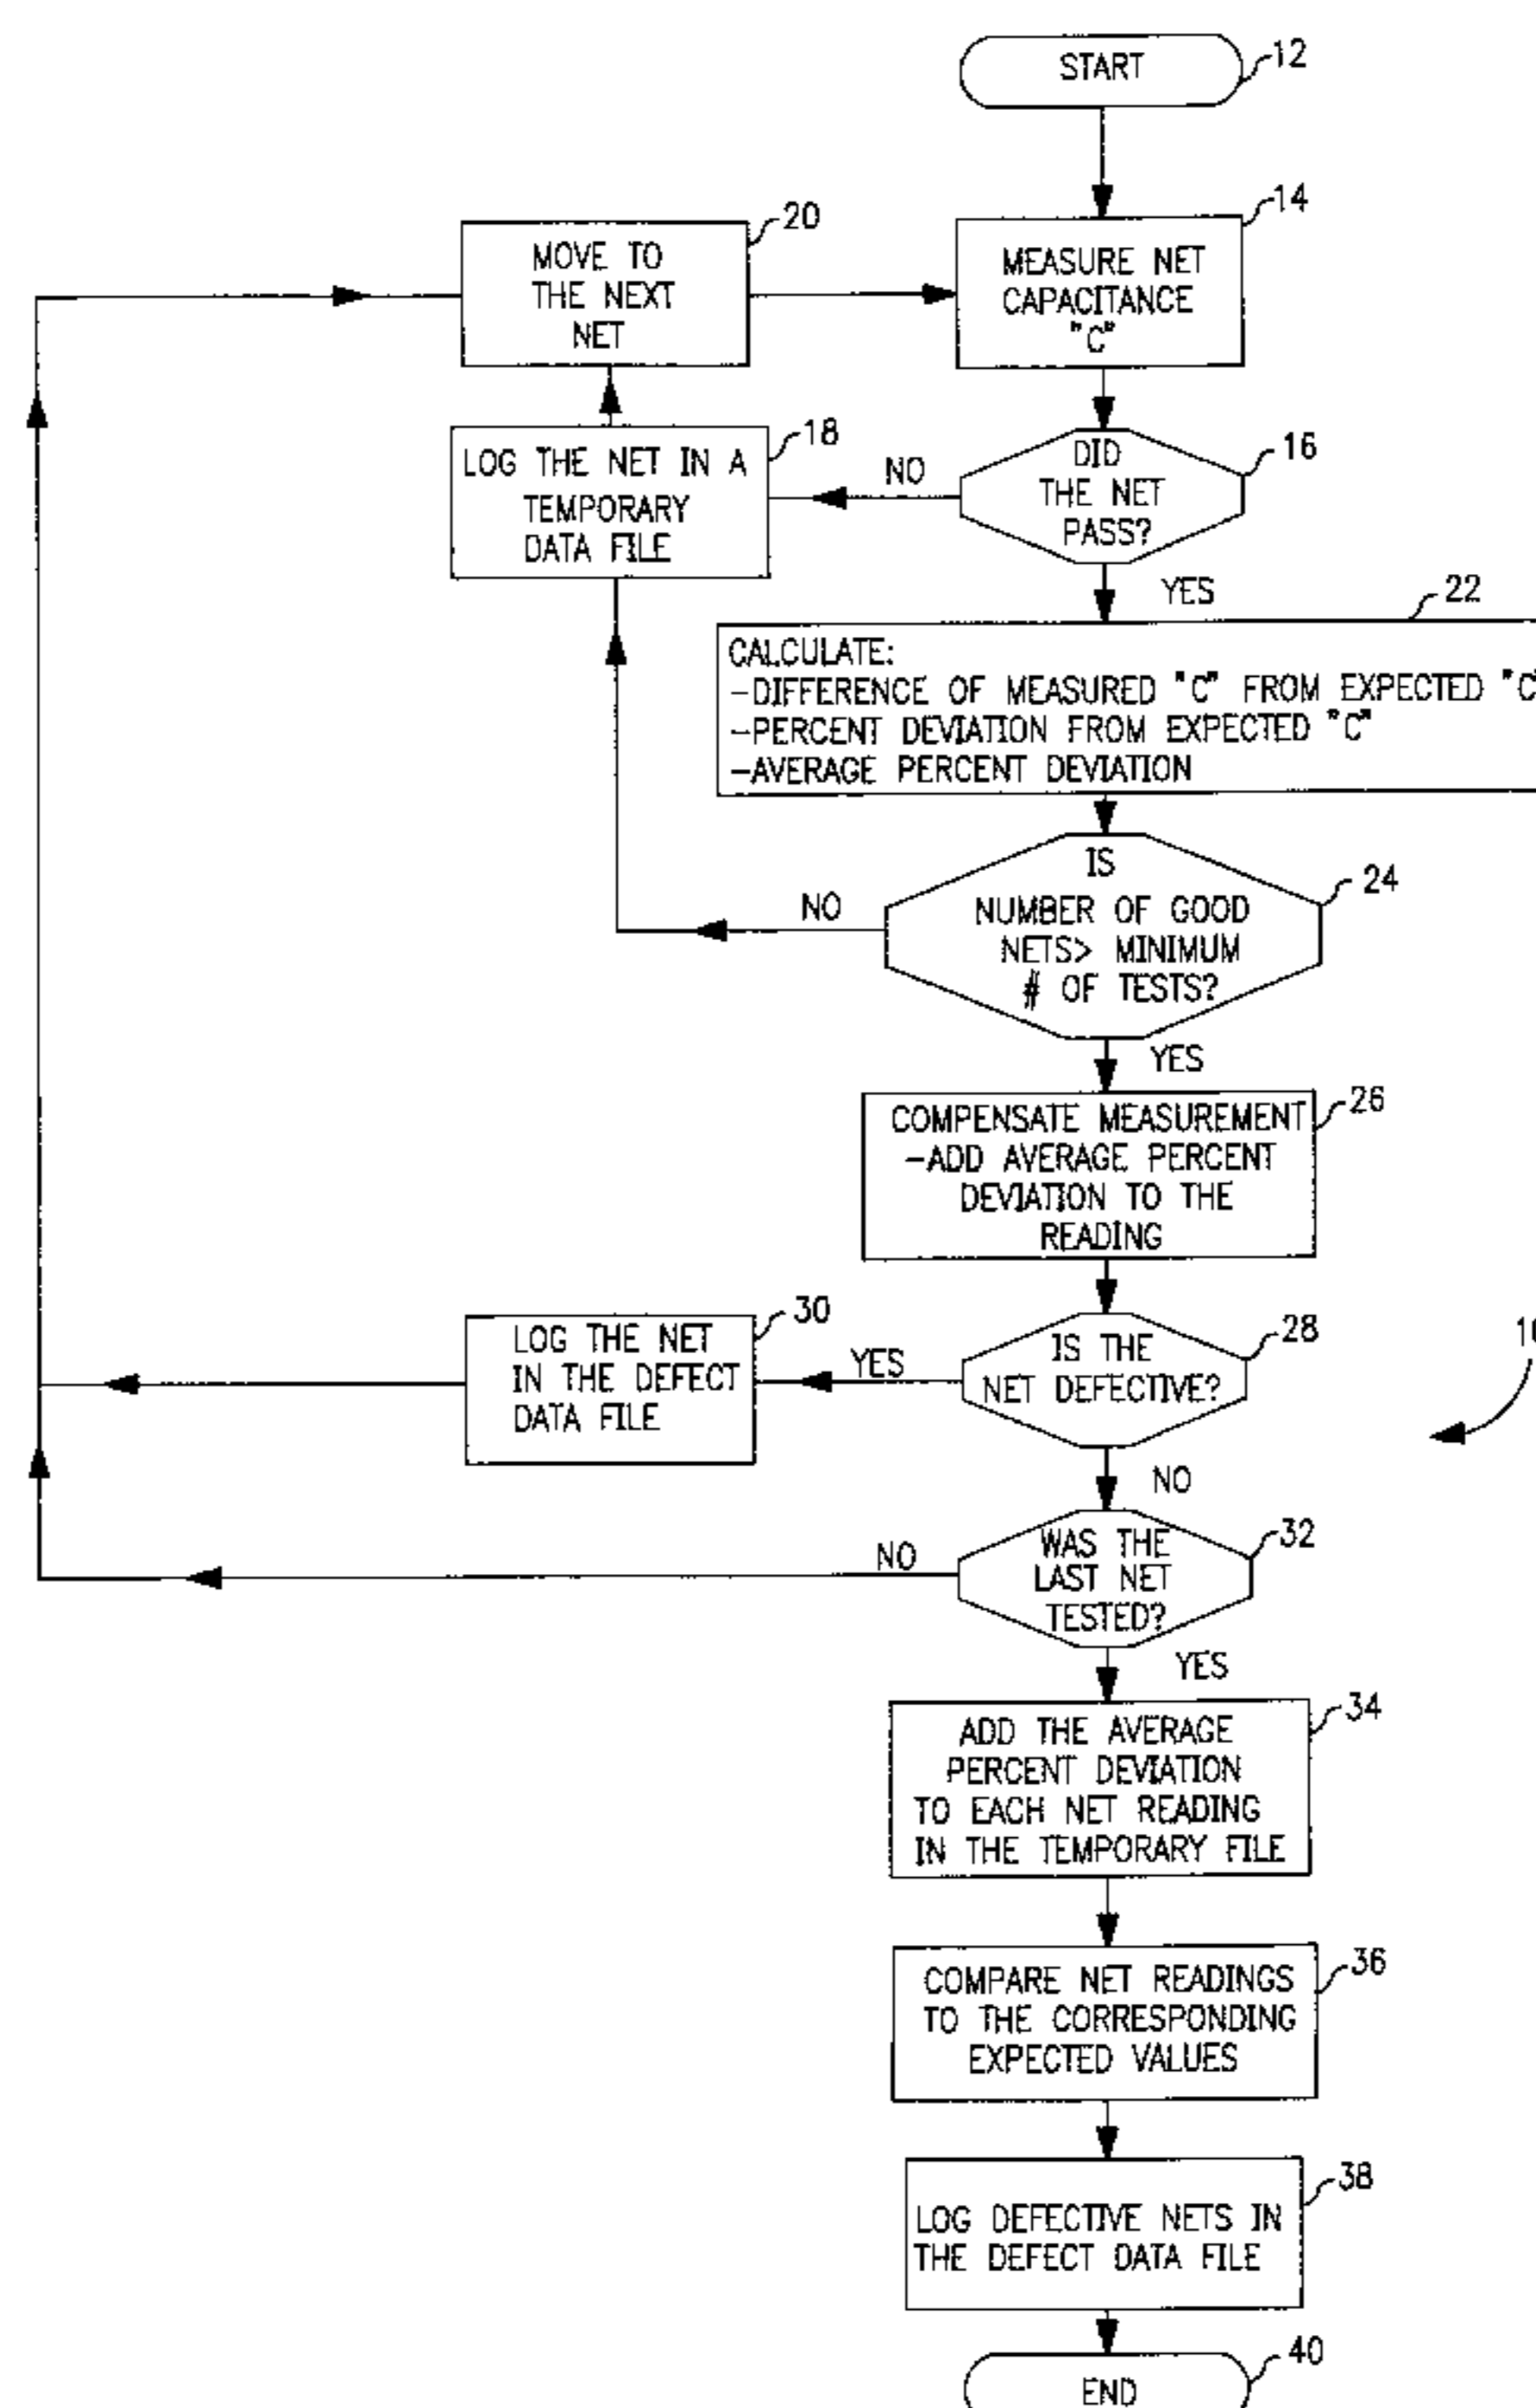 START
12
14
MEASURE NET
CAPACITANCE
"C"
20
MOVE TO
THE NEXT
NET
18
LOG THE NET IN A
TEMPORARY
DATA FILE
NO
16
DID
THE NET
PASS?
YES
22
CALCULATE:
-DIFFERENCE OF MEASURED "C" FROM EXPECTED "C"
-PERCENT DEVIATION FROM EXPECTED "C"
-AVERAGE PERCENT DEVIATION
24
IS
NUMBER OF GOOD
NETS> MINIMUM
# OF TESTS?
NO
YES
26
COMPENSATE MEASUREMENT
-ADD AVERAGE PERCENT
DEVIATION TO THE
READING
28
IS THE
NET DEFECTIVE?
YES
30
LOG THE NET
IN THE DEFECT
DATA FILE
10
NO
32
WAS THE
LAST NET
TESTED?
NO
YES
34
ADD THE AVERAGE
PERCENT DEVIATION
TO EACH NET READING
IN THE TEMPORARY FILE
36
COMPARE NET READINGS
TO THE CORRESPONDING
EXPECTED VALUES
38
LOG DEFECTIVE NETS IN
THE DEFECT DATA FILE
40
END